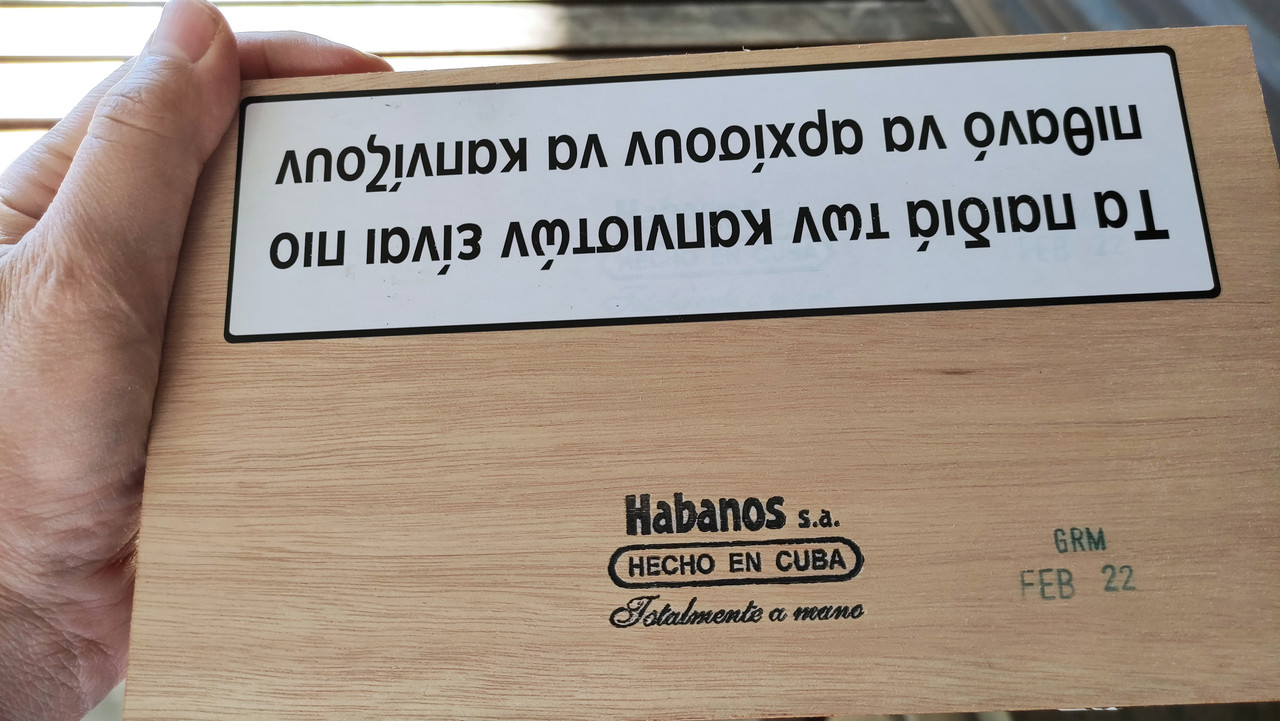 Τα παιδιά των καπνιστών είναι πιο
πιθανό να αρχίσουν να καπνίζουν
Habanos s.a.
HECHO EN CUBA
Totalmente a mano
GRM
FEB 22